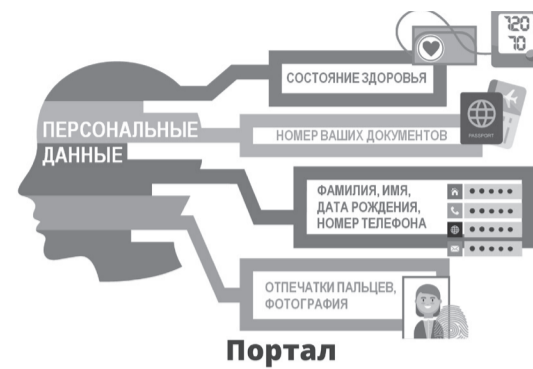 120
70
СОСТОЯНИЕ ЗДОРОВЬЯ
ПЕРСОНАЛЬНЫЕ
ДАННЫЕ
НОМЕР ВАШИХ ДОКУМЕНТОВ
PASSPORT
ФАМИЛИЯ, ИМЯ,
ДАТА РОЖДЕНИЯ,
НОМЕР ТЕЛЕФОНА
ОТПЕЧАТКИ ПАЛЬЦЕВ,
ФОТОГРАФИЯ
Портал